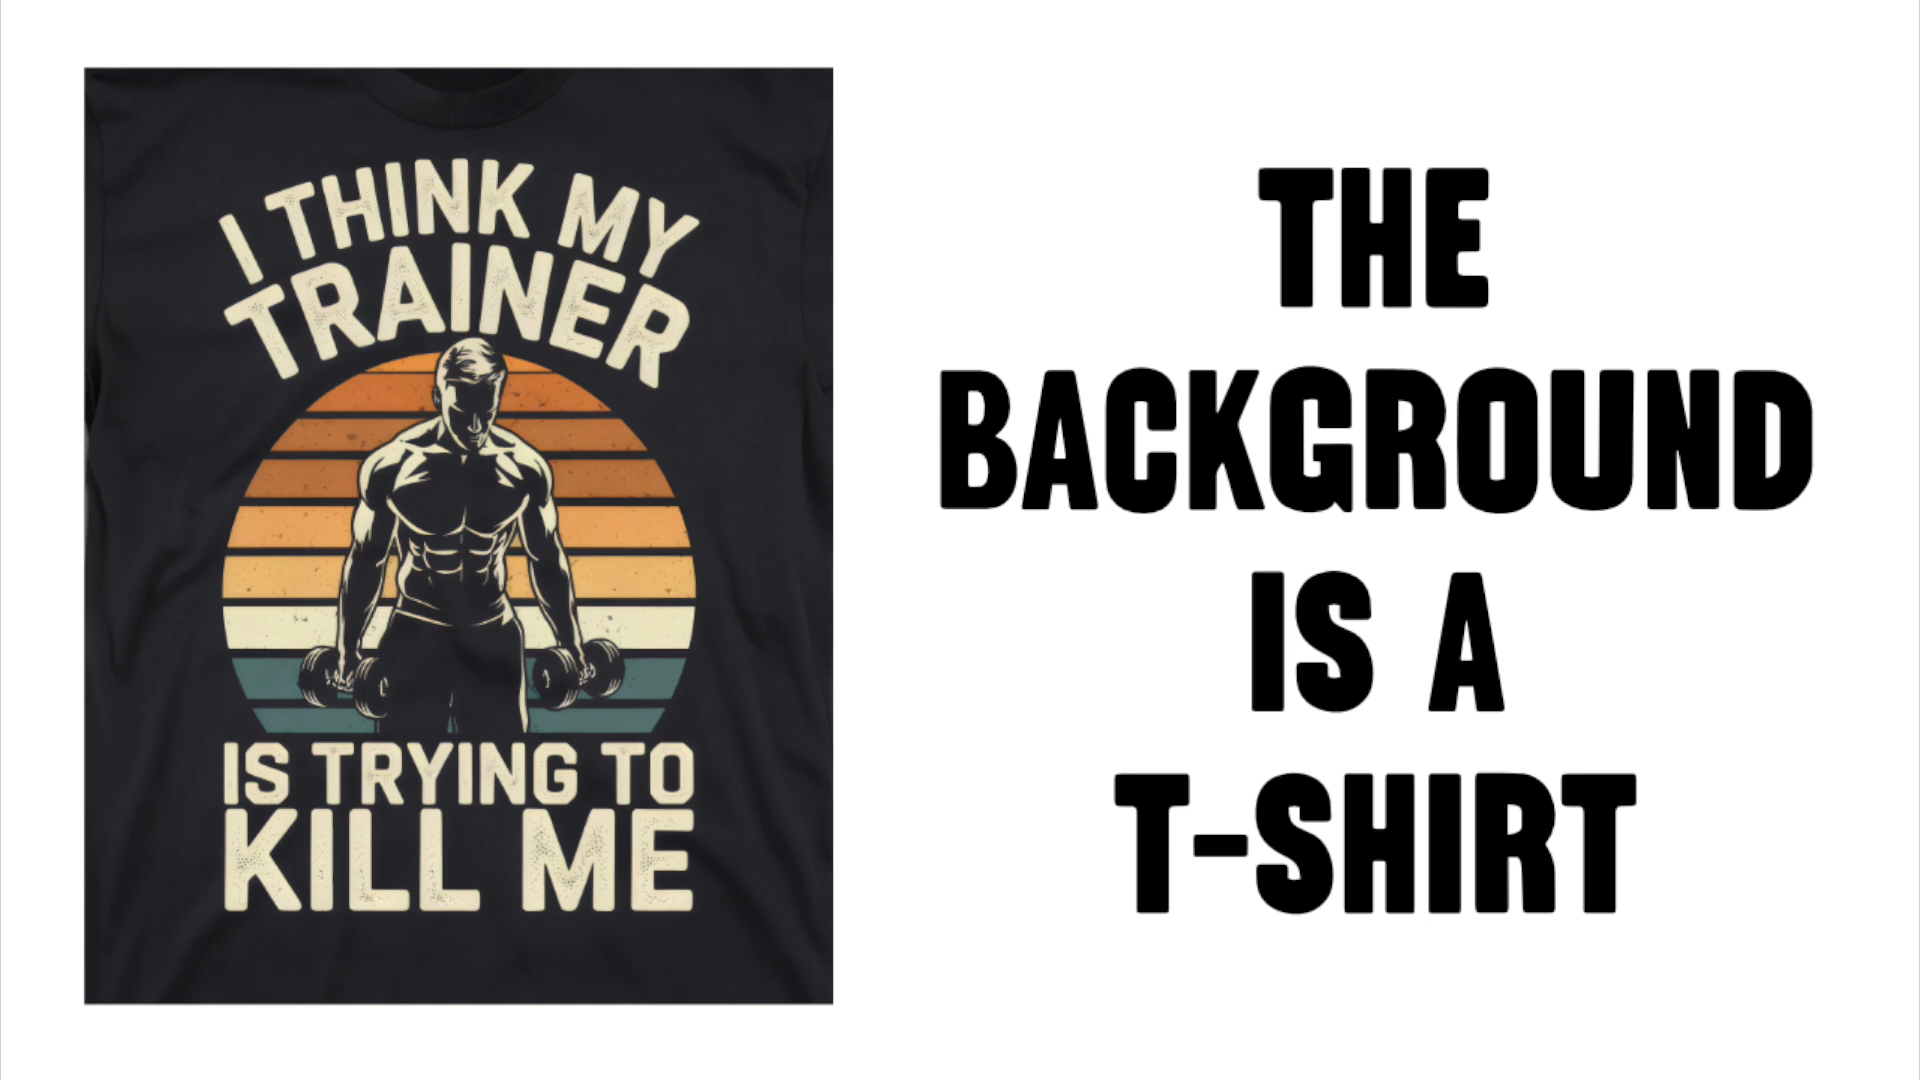 I THINK MY
TRAINER
IS TRYING TO
KILL ME
THE
BACKGROUND
IS A
T-SHIRT